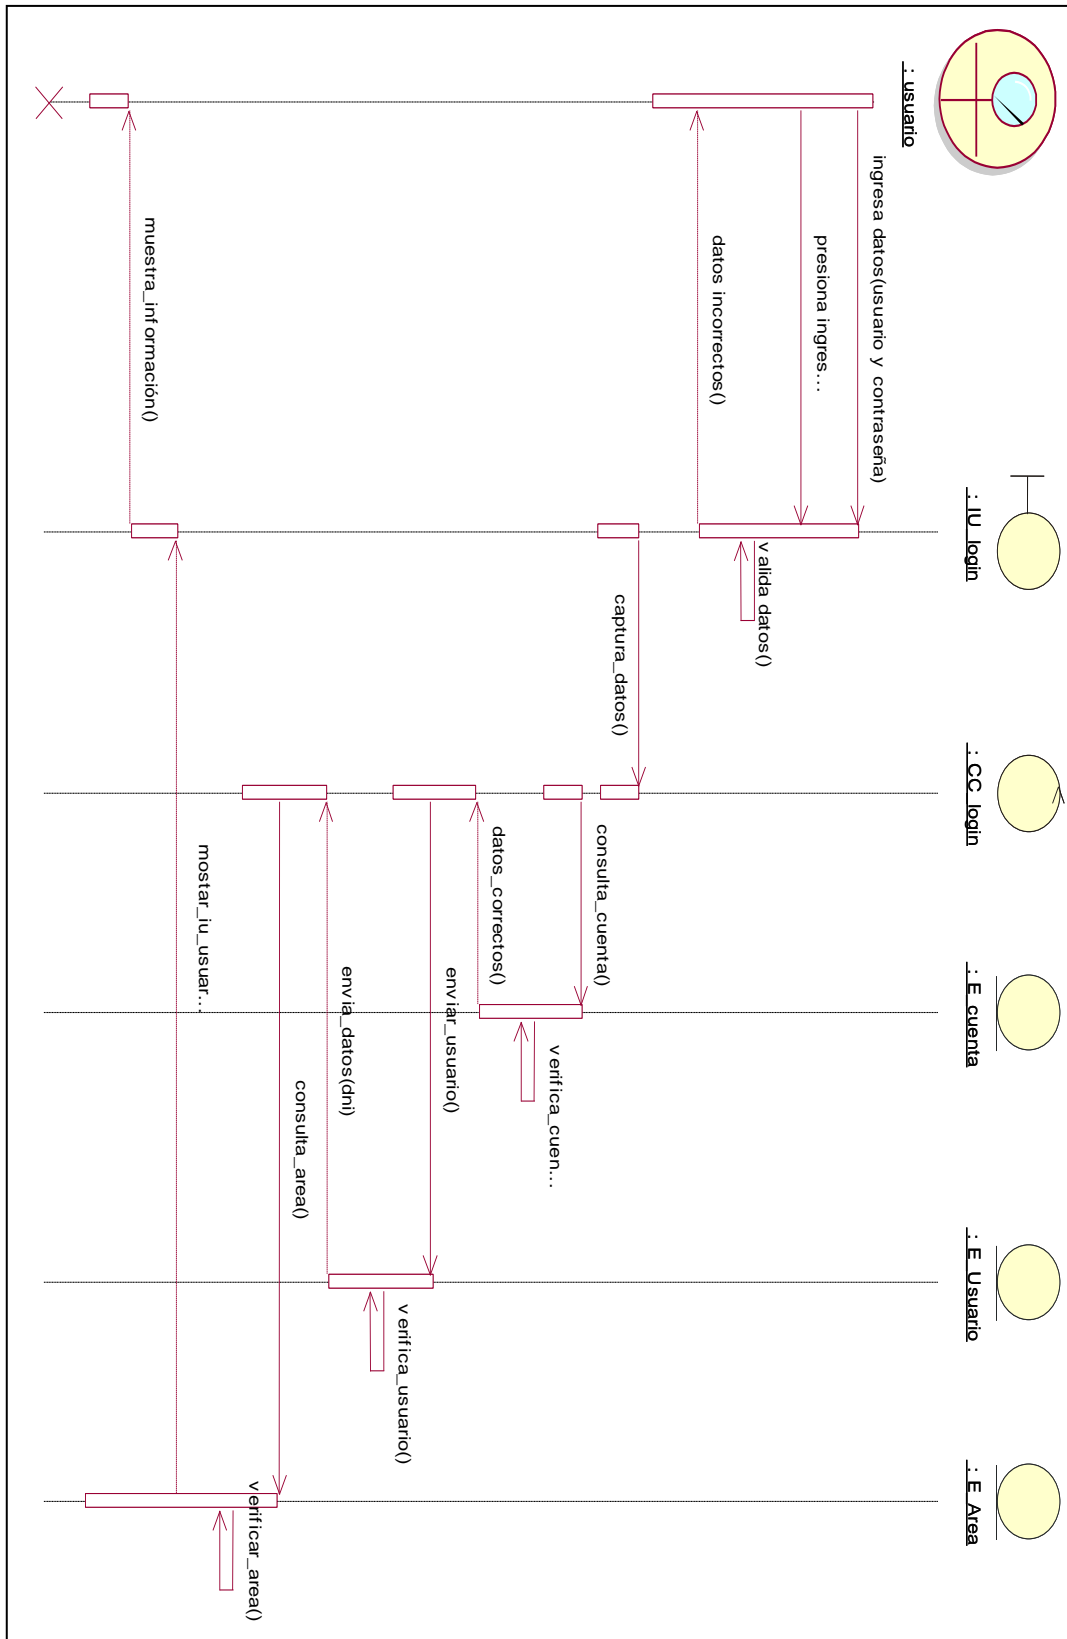 : usuario
: IU_login
: CC_login
: E_cuenta
: E_Usuario
: E_Area
ingresa datos(usuario y contraseña)
presiona ingres...
valida datos()
datos incorrectos()
captura_datos()
consulta_cuenta()
verifica_cuen...
datos_correctos()
enviar_usuario()
verifica_usuario()
envia_datos(dni)
consulta_area()
verificar_area()
mostar_iu_usuar...
muestra_información()